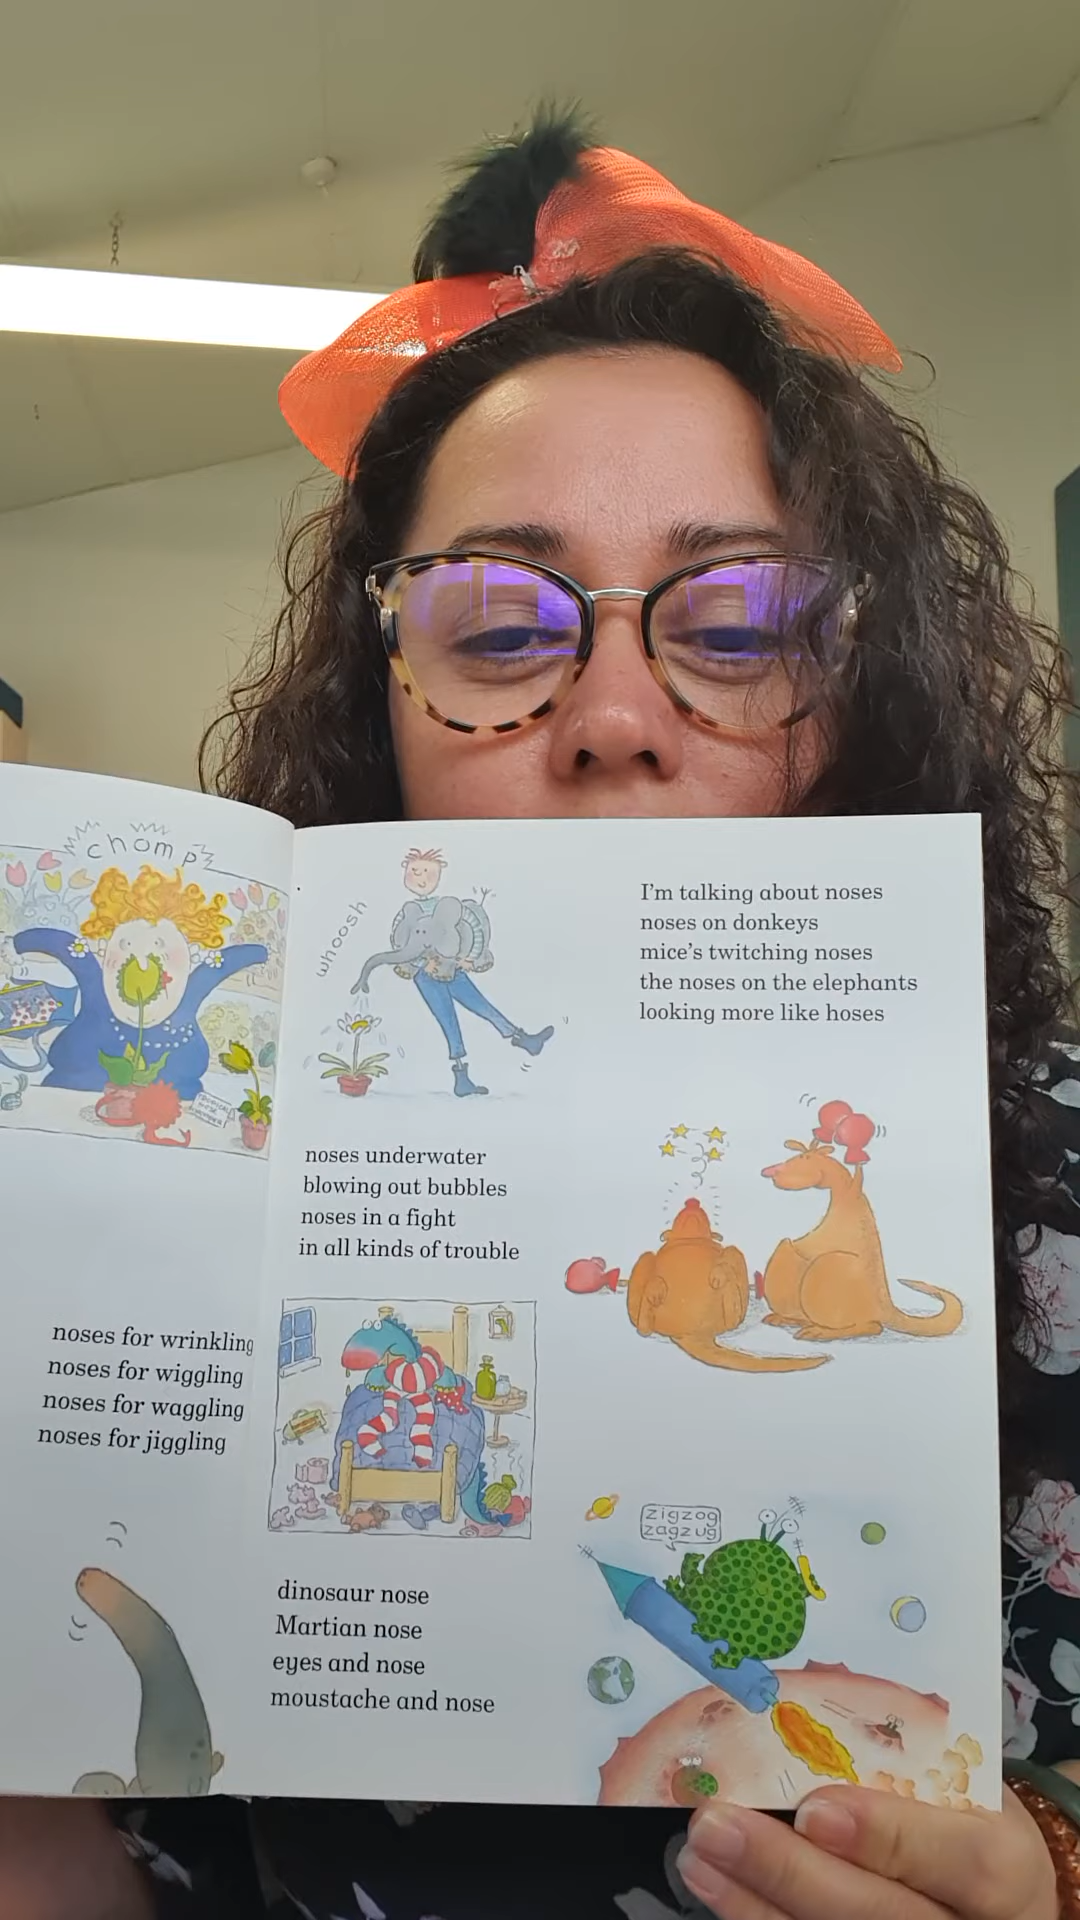 chomp
noses for wrinkling
noses for wiggling
noses for waggling
noses for jiggling
whoosh
I'm talking about noses
noses on donkeys
mice's twitching noses
the noses on the elephants
looking more like hoses
noses underwater
blowing out bubbles
noses in a fight
in all kinds of trouble
dinosaur nose
Martian nose
eyes and nose
moustache and nose
zigzog
zagzug